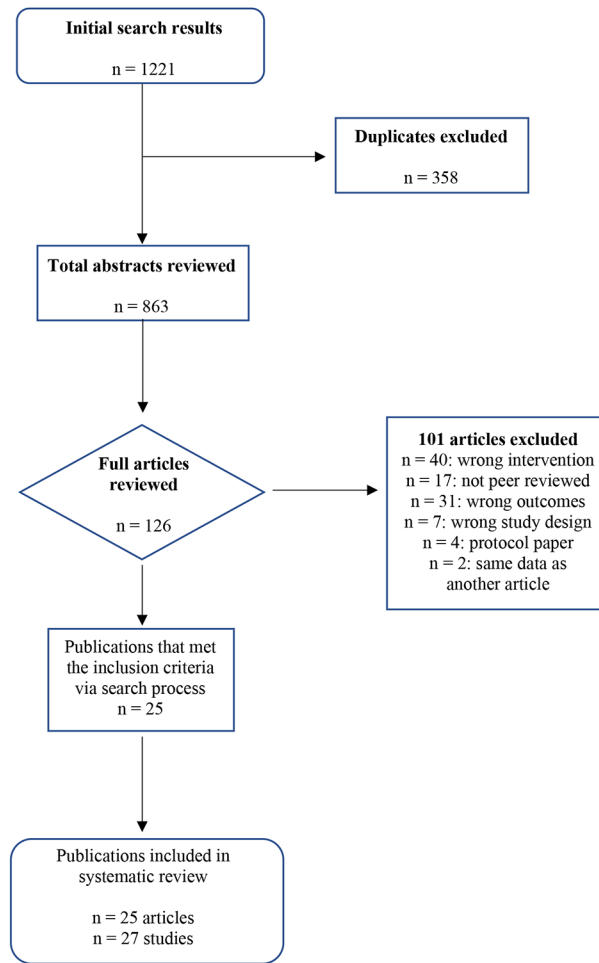 Initial search results
n = 1221
Duplicates excluded
n = 358
Total abstracts reviewed
n = 863
Full articles
reviewed
n = 126
101 articles excluded
n = 40: wrong intervention
n = 17: not peer reviewed
n = 31: wrong outcomes
n = 7: wrong study design
n = 4: protocol paper
n = 2: same data as
another article
Publications that met
the inclusion criteria
via search process
n = 25
Publications included in
systematic review
n = 25 articles
n = 27 studies